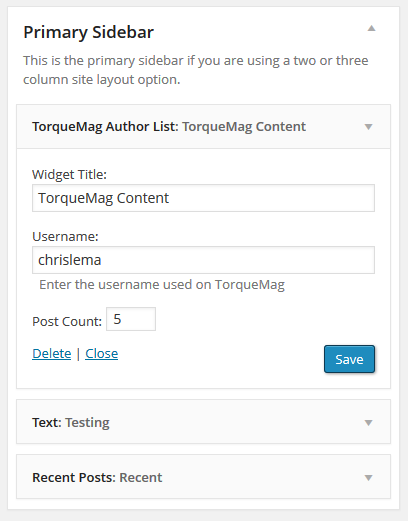 Primary Sidebar
This is the primary sidebar if you are using a two or three
column site layout option.
TorqueMag Author List: TorqueMag Content
Widget Title:
TorqueMag Content
Username:
chrislema
Enter the username used on TorqueMag
Post Count: 5
Delete | Close
Save
Text: Testing
Recent Posts: Recent